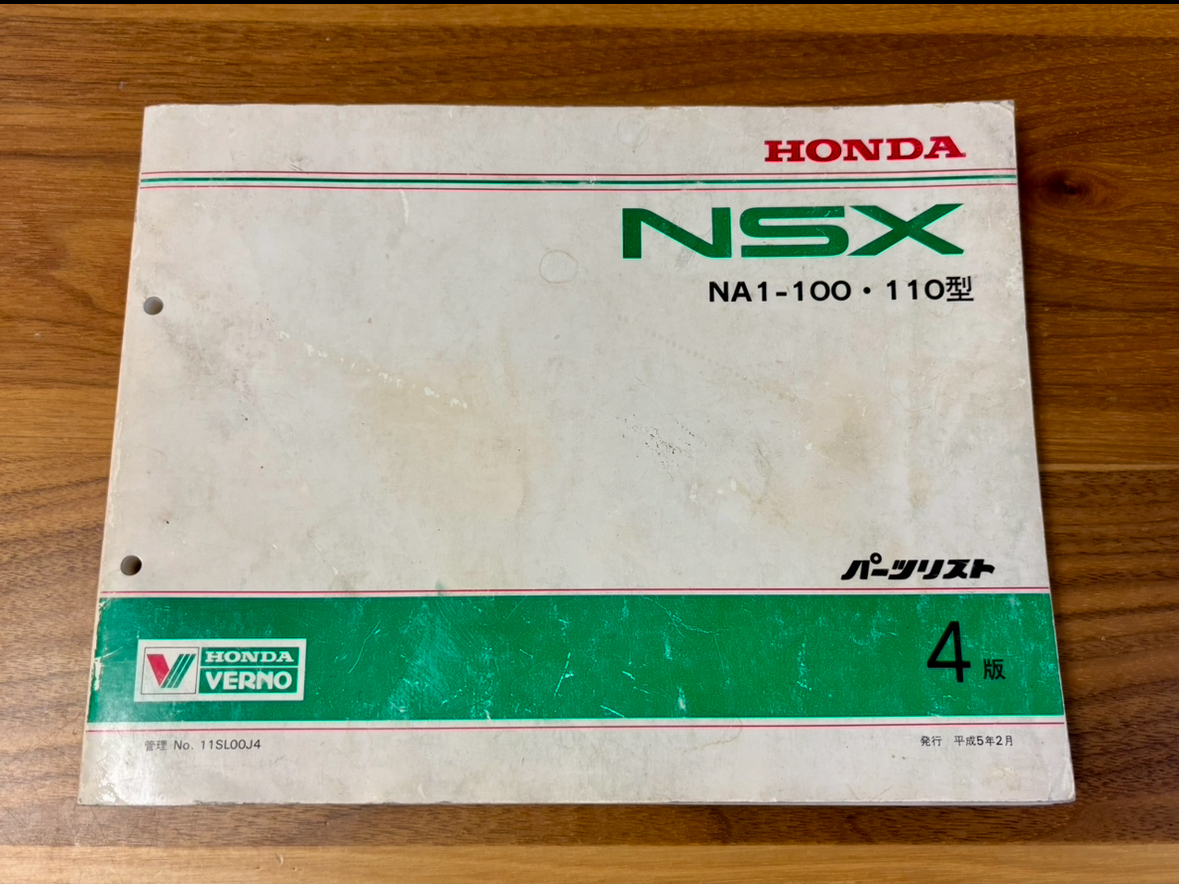 HONDA
NSX
NA1-100・110型
パーツリスト
4版
HONDA
VERNO
管理 No. 11SL00J4
発行 平成5年2月